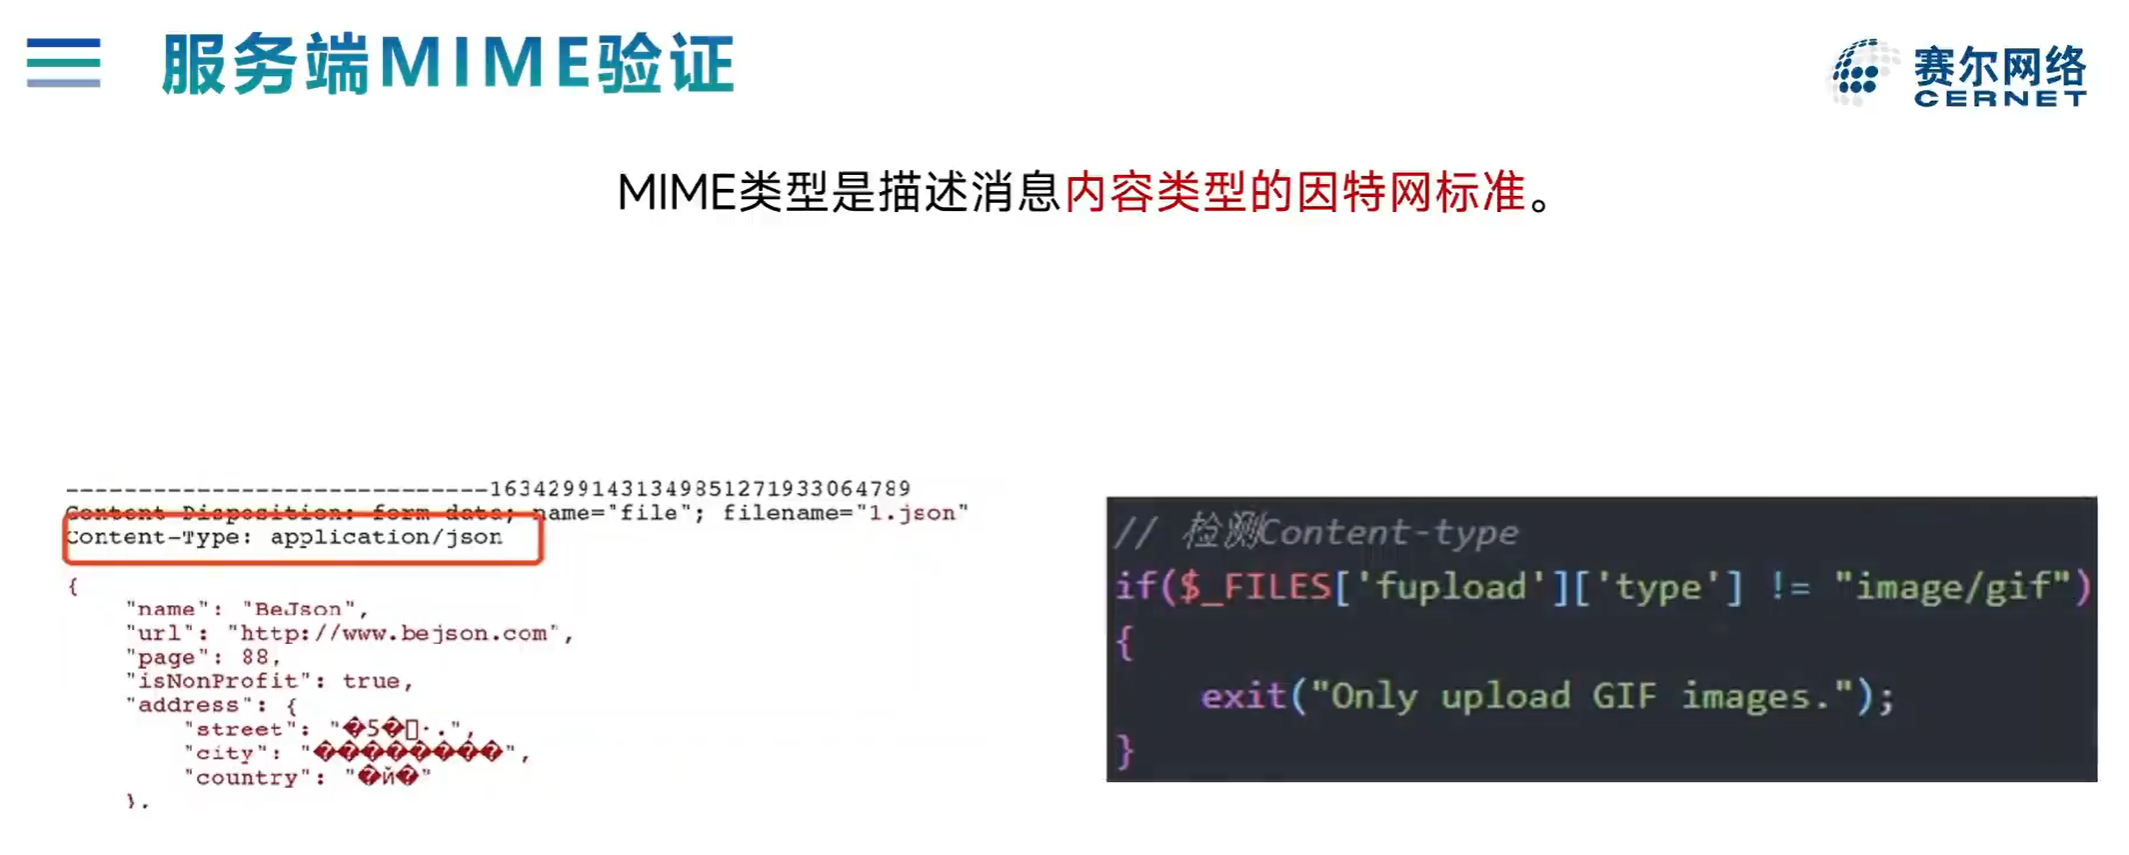 服务端MIME验证
赛尔网络
CERNET
MIME类型是描述消息内容类型的因特网标准。
-----------------------------16342991431349851271933064789
Content-Disposition: form-data; name="file"; filename="1.json"
Content-Type: application/json
{
"name": "BeJson",
"url": "http://www.bejson.com",
"page": 88,
"isNonProfit": true,
"address": {
"street": "�5�▯·.",
"city": "���������",
"country": "�й�"
},
// 检测Content-type
if($_FILES['fupload']['type'] != "image/gif")
{
exit("Only upload GIF images.");
}